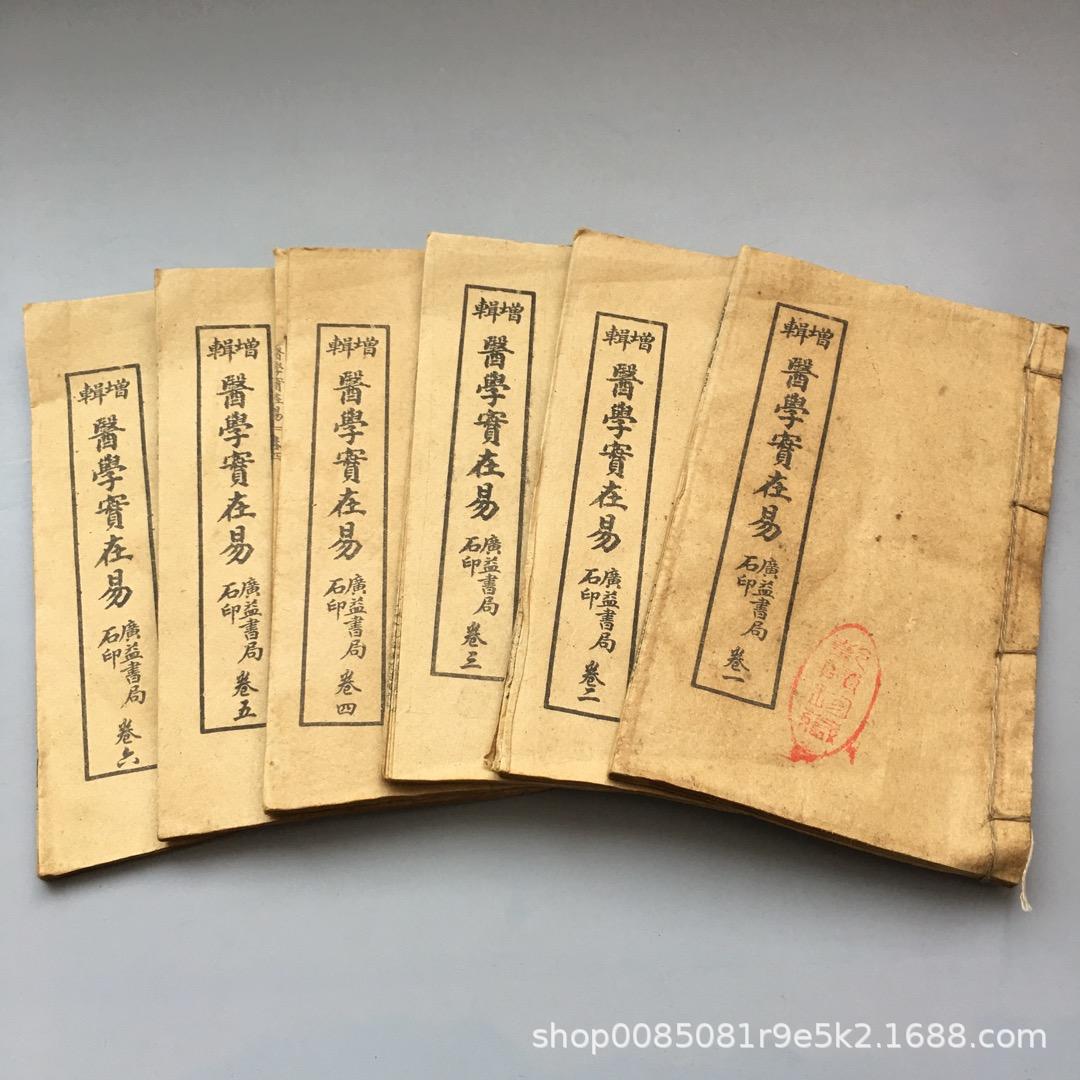 增輯
醫學實在易
廣益書局
石印
卷一
增輯
醫學實在易
廣益書局
石印
卷二
增輯
醫學實在易
廣益書局
石印
卷三
增輯
醫學實在易
廣益書局
石印
卷四
增輯
醫學實在易
廣益書局
石印
卷五
增輯
醫學實在易
廣益書局
石印
卷六
shop0085081r9e5k2.1688.com